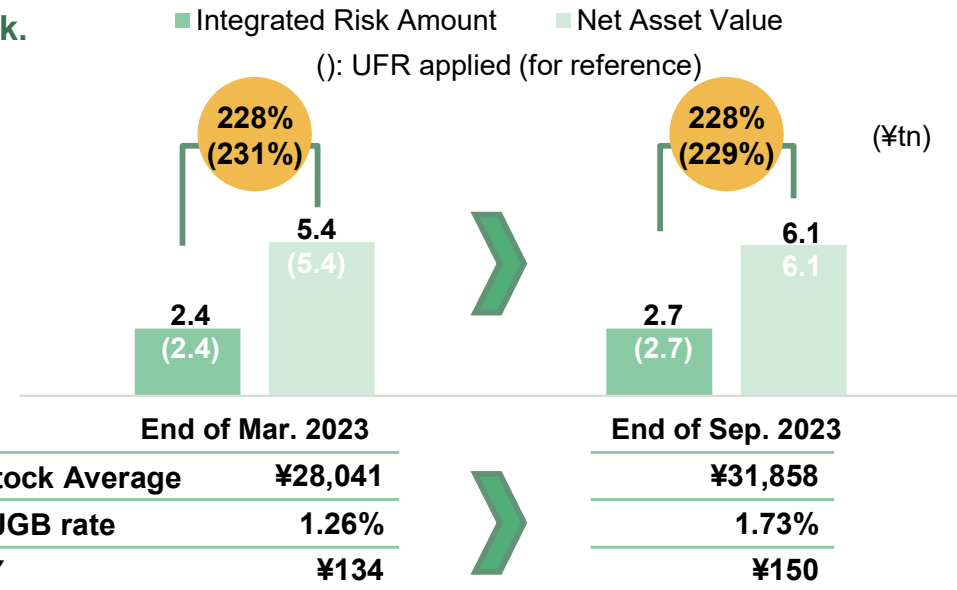 k.
Integrated Risk Amount Net Asset Value
(): UFR applied (for reference)
228%
(231%)
228%
(229%)
(¥tn)
5.4
(5.4)
2.4
(2.4)
6.1
6.1
2.7
(2.7)
End of Mar. 2023 End of Sep. 2023
tock Average ¥28,041 ¥31,858
JGB rate 1.26% 1.73%
¥134 ¥150